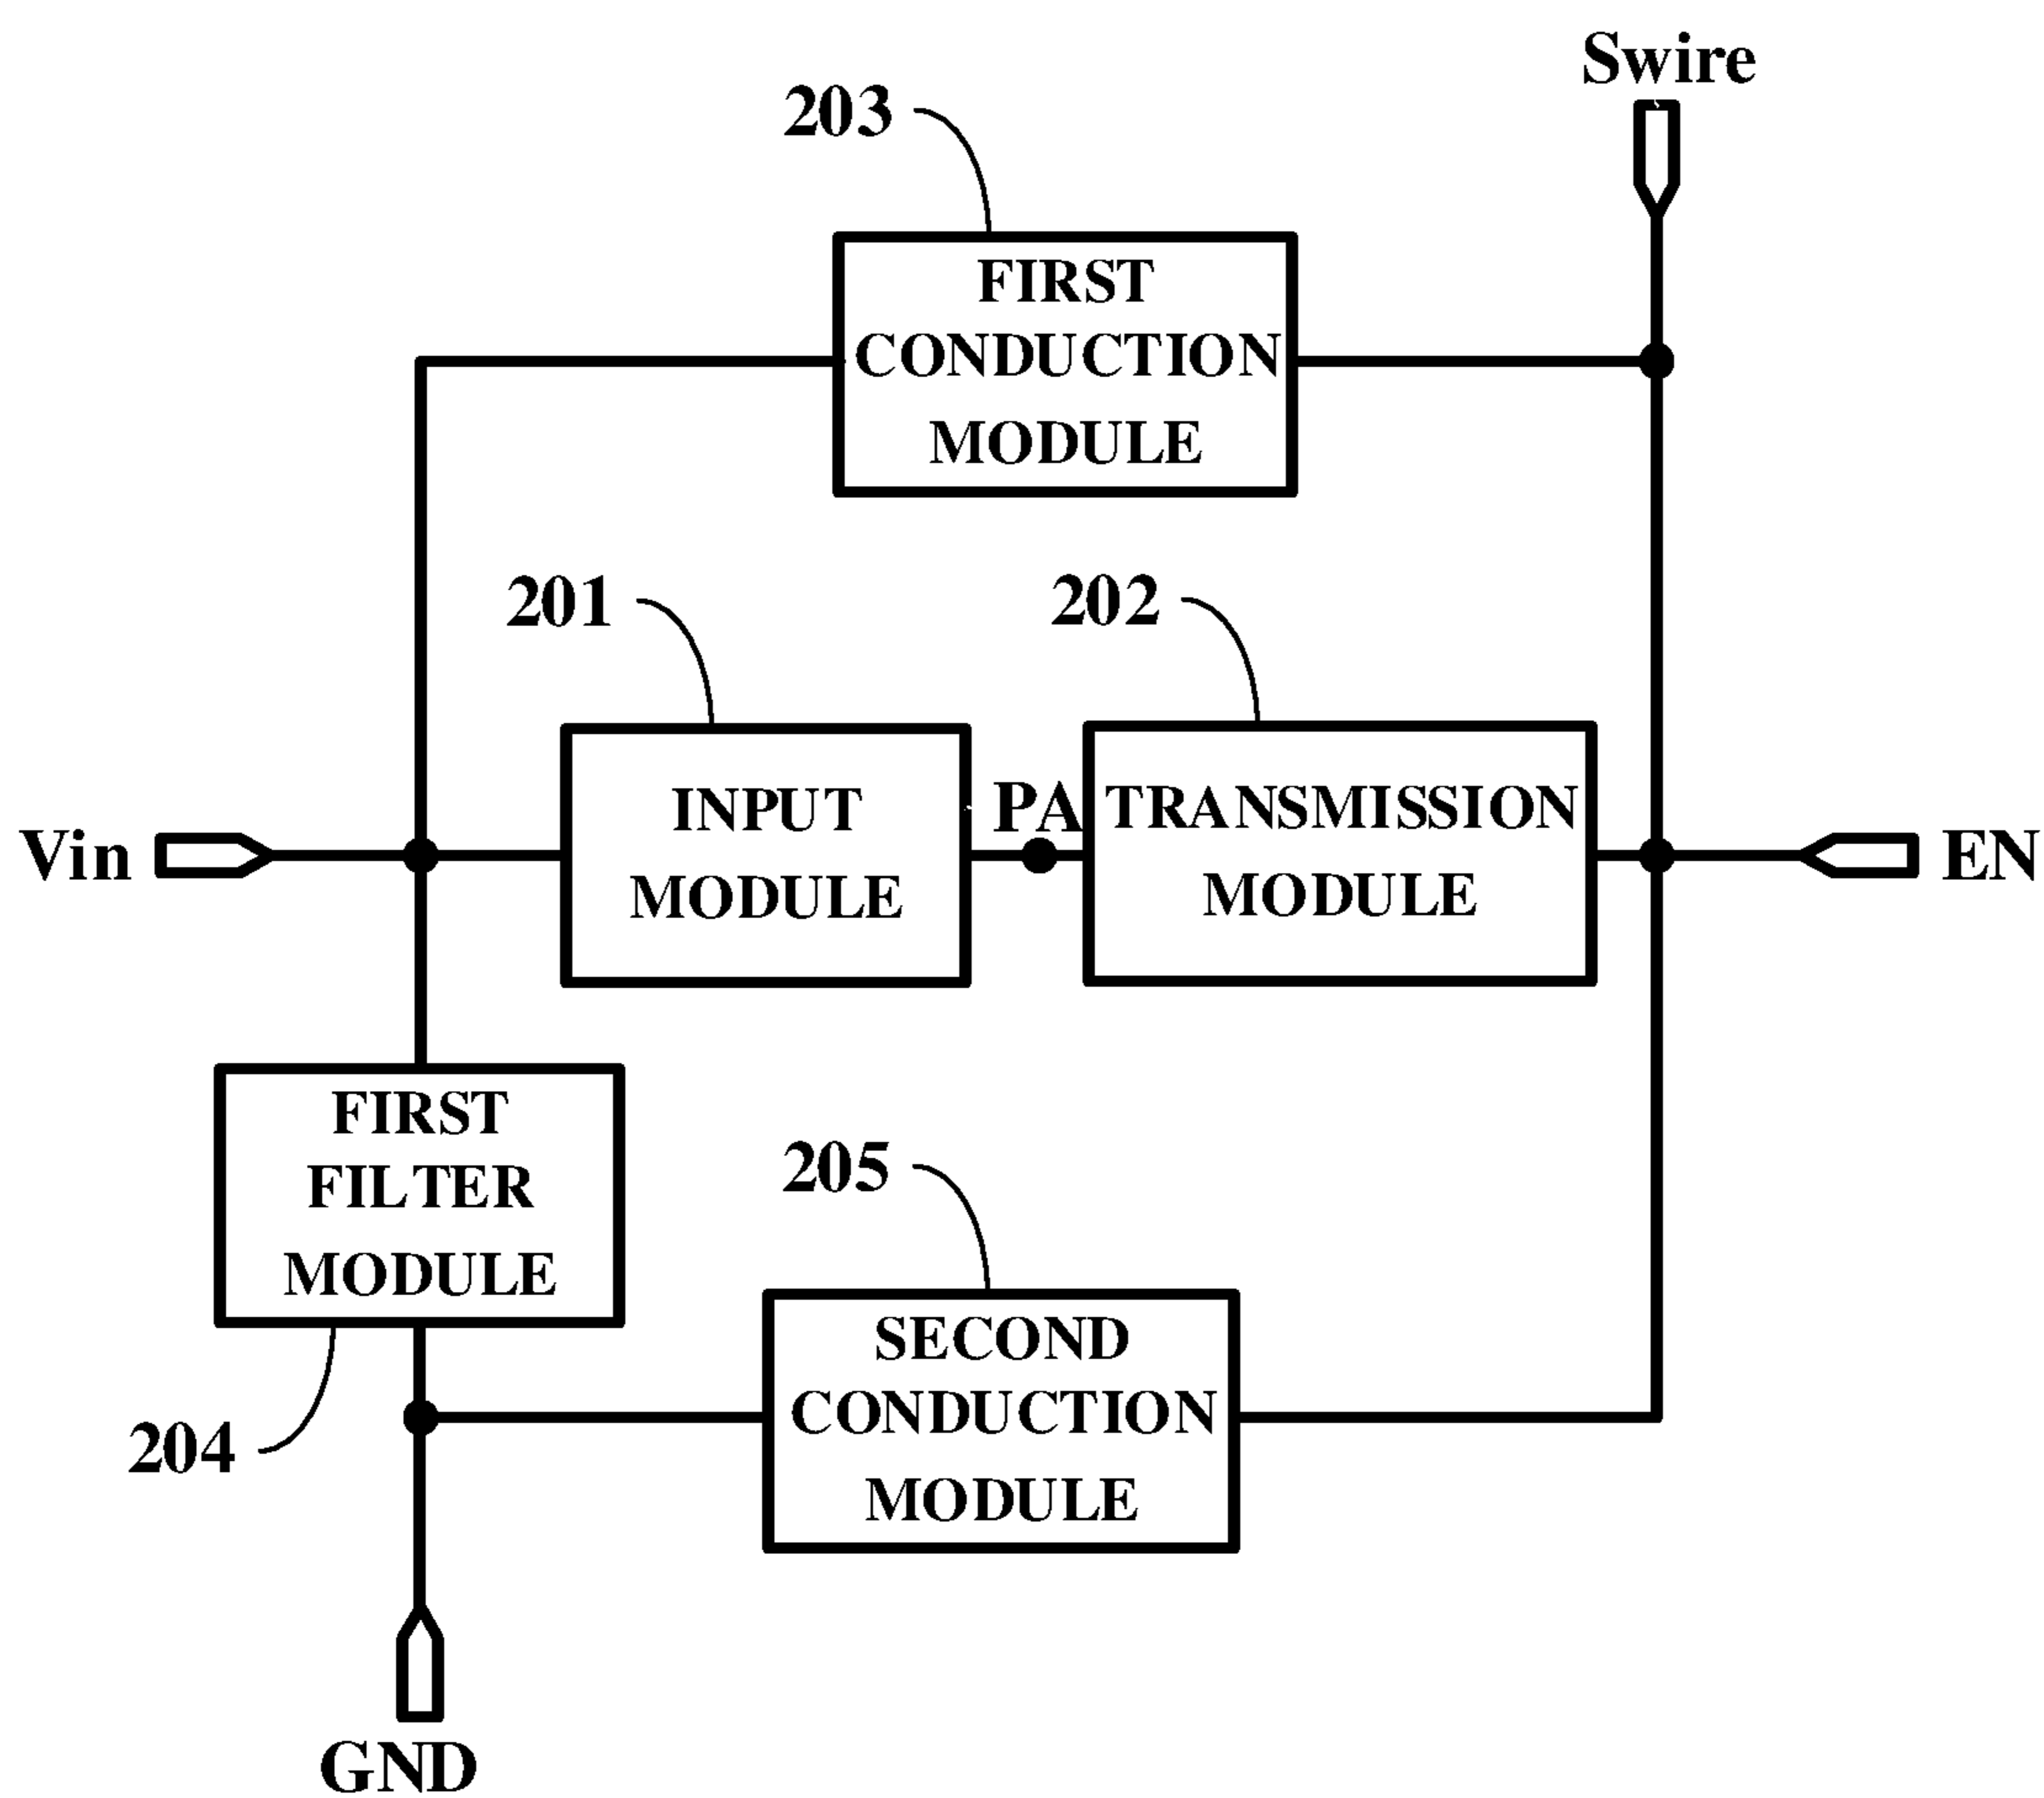 Swire
203
FIRST
CONDUCTION
MODULE
201
202
Vin
INPUT
MODULE
PA
TRANSMISSION
MODULE
EN
FIRST
FILTER
MODULE
204
205
SECOND
CONDUCTION
MODULE
GND